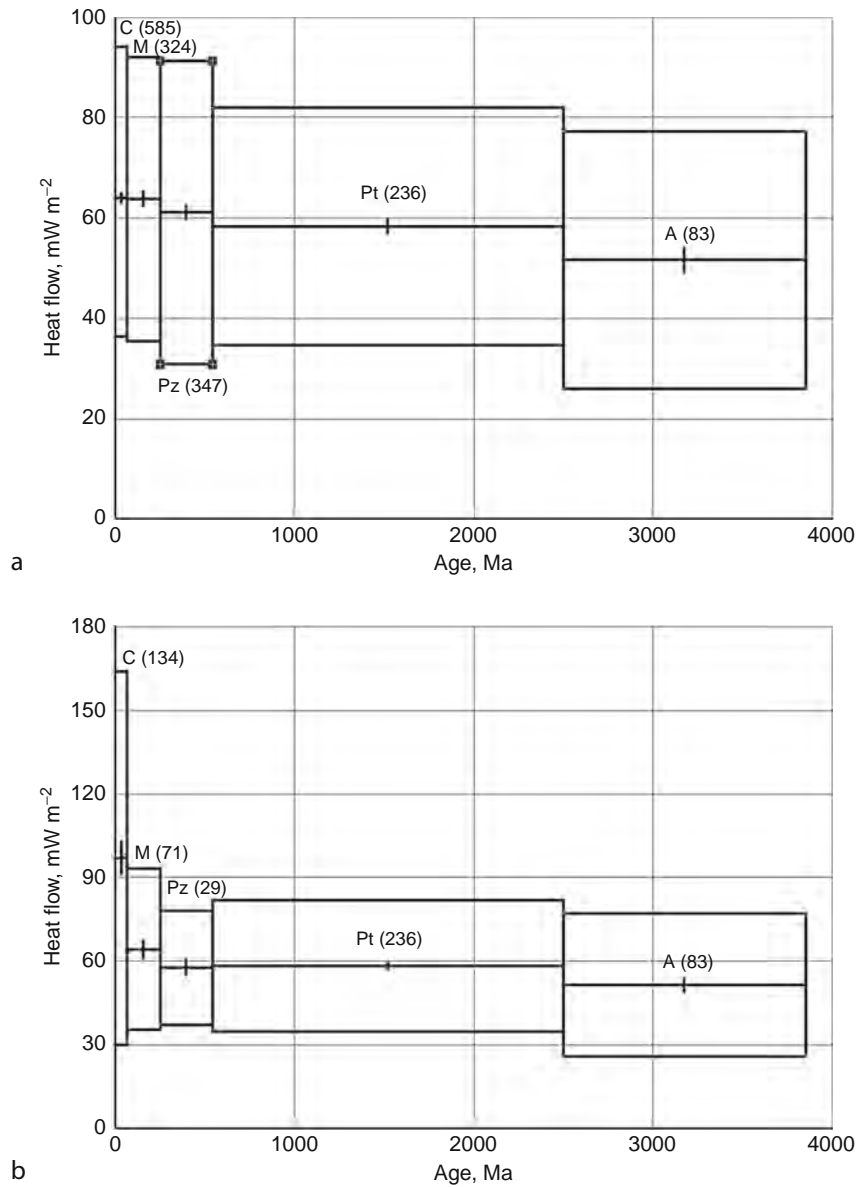 100
C (585)
M (324)
80
60
40
20
0
Pt (236)
A (83)
Pz (347)
Heat flow, mW m−2
0 1000 2000 3000 4000
Age, Ma
a
180
150
120
90
60
30
0
C (134)
M (71)
Pz (29)
Pt (236)
A (83)
Heat flow, mW m−2
0 1000 2000 3000 4000
Age, Ma
b